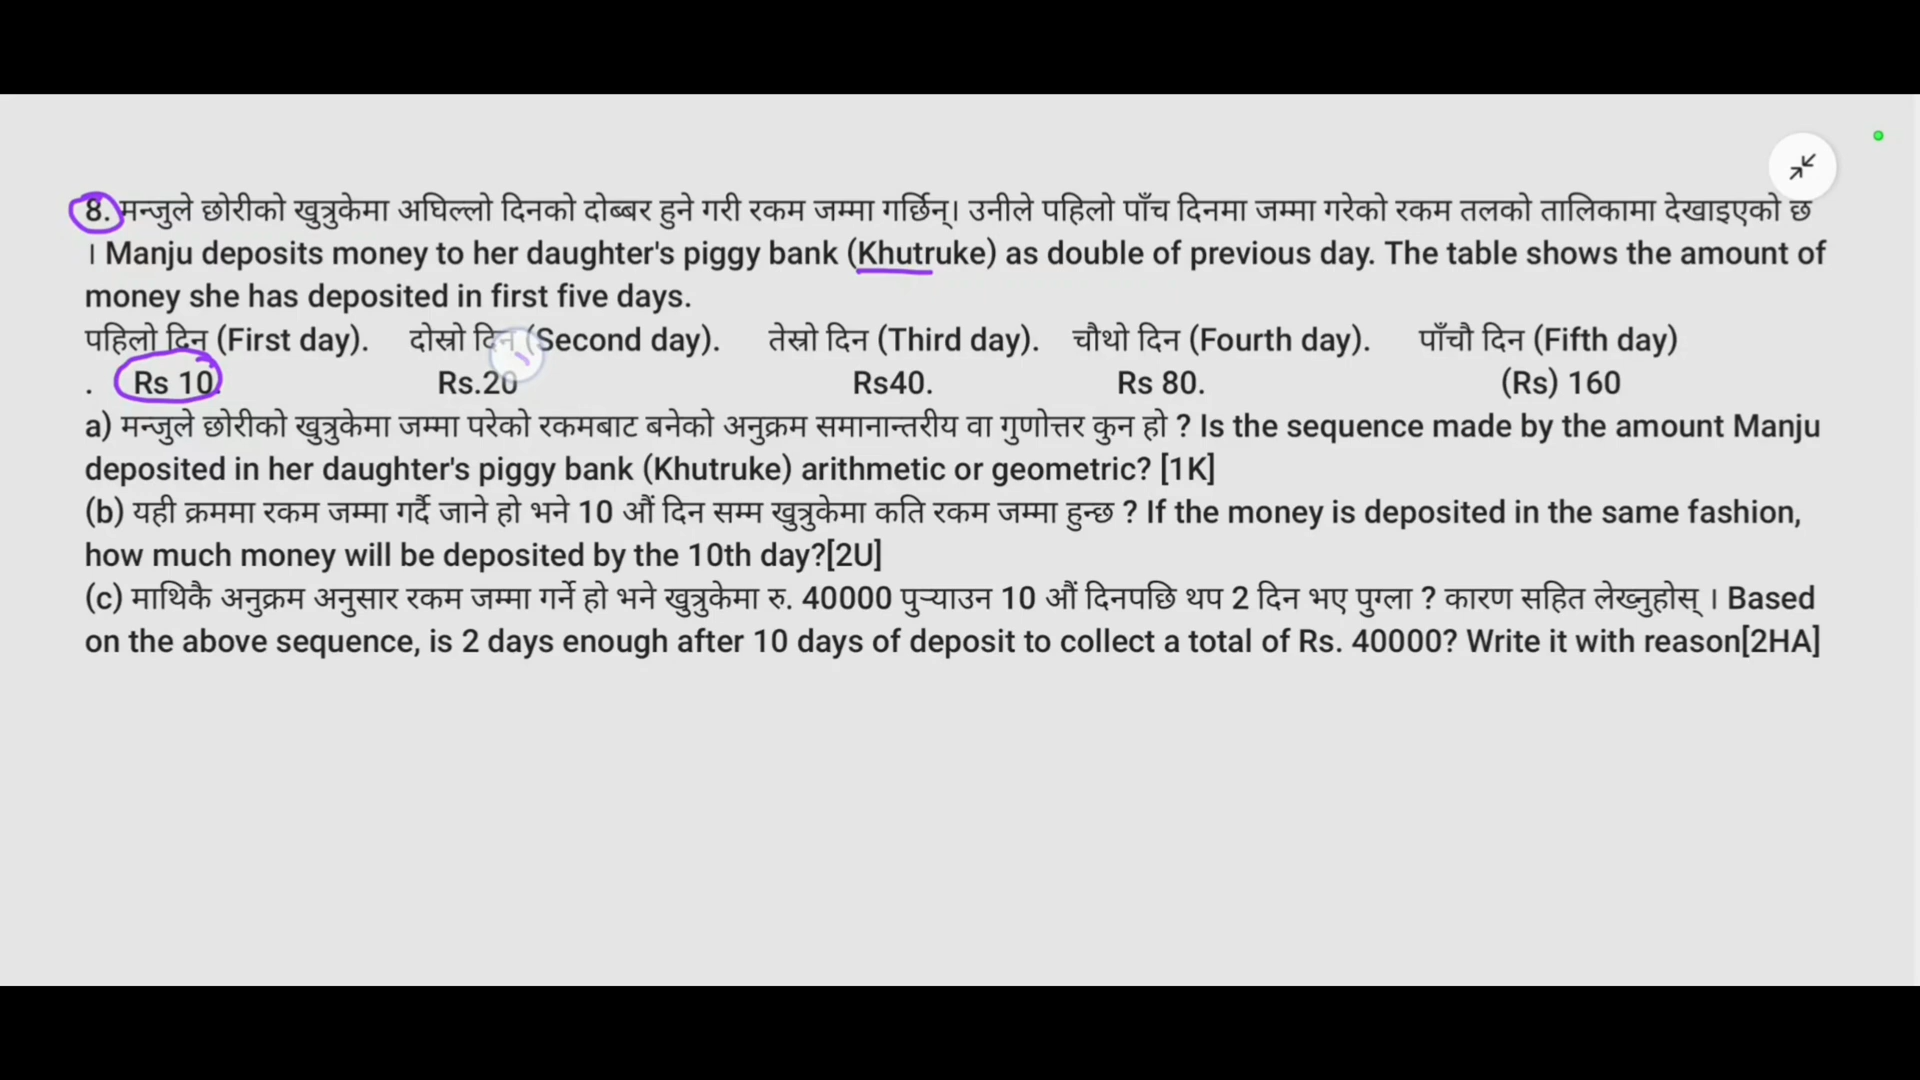 8. मन्जुले छोरीको खुत्रुकेमा अघिल्लो दिनको दोब्बर हुने गरी रकम जम्मा गर्छिन्। उनीले पहिलो पाँच दिनमा जम्मा गरेको रकम तलको तालिकामा देखाइएको छ
। Manju deposits money to her daughter's piggy bank (Khutruke) as double of previous day. The table shows the amount of
money she has deposited in first five days.
पहिलो दिन (First day). दोस्रो दिन (Second day). तेस्रो दिन (Third day). चौथो दिन (Fourth day). पाँचौ दिन (Fifth day)
. Rs 10. Rs.20 Rs40. Rs 80. (Rs) 160
a) मन्जुले छोरीको खुत्रुकेमा जम्मा परेको रकमबाट बनेको अनुक्रम समानान्तरीय वा गुणोत्तर कुन हो ? Is the sequence made by the amount Manju
deposited in her daughter's piggy bank (Khutruke) arithmetic or geometric? [1K]
(b) यही क्रममा रकम जम्मा गर्दै जाने हो भने 10 औं दिन सम्म खुत्रुकेमा कति रकम जम्मा हुन्छ ? If the money is deposited in the same fashion,
how much money will be deposited by the 10th day?[2U]
(c) माथिकै अनुक्रम अनुसार रकम जम्मा गर्ने हो भने खुत्रुकेमा रु. 40000 पुऱ्याउन 10 औं दिनपछि थप 2 दिन भए पुग्ला ? कारण सहित लेख्नुहोस् । Based
on the above sequence, is 2 days enough after 10 days of deposit to collect a total of Rs. 40000? Write it with reason[2HA]